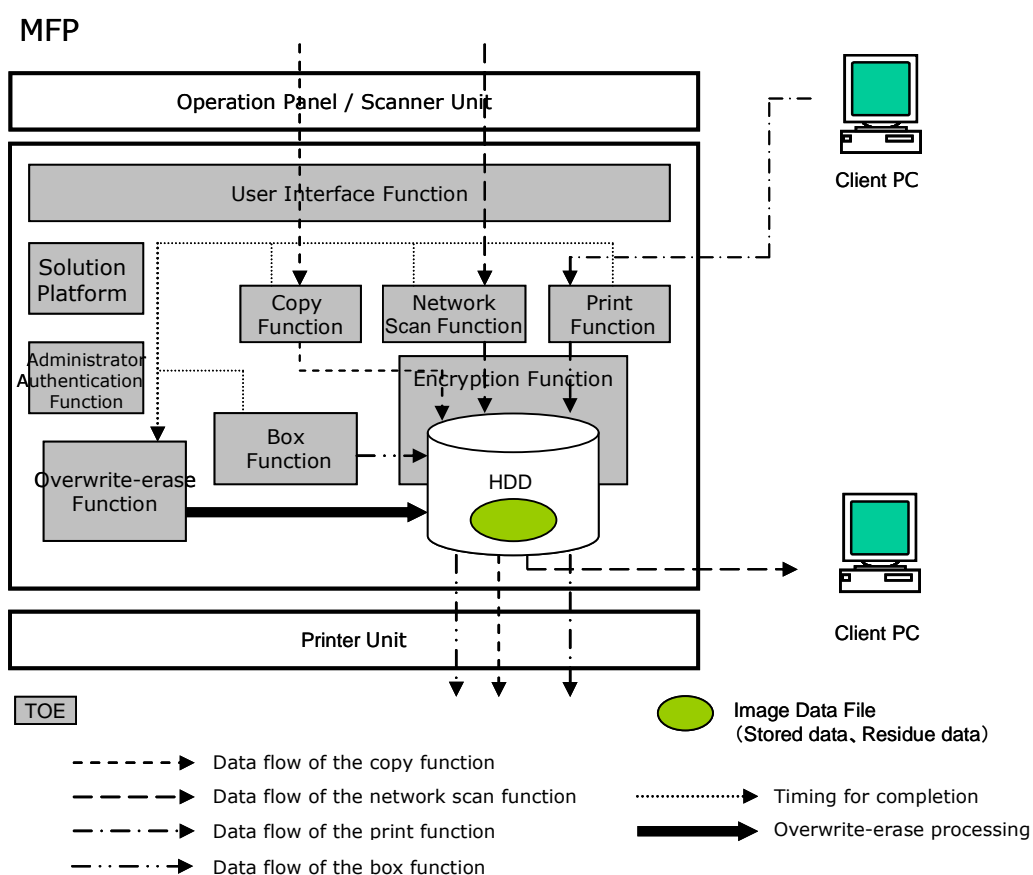 MFP
Operation Panel / Scanner Unit
Client PC
User Interface Function
Solution
Platform
Copy
Function
Network
Scan Function
Print
Function
Administrator
Authentication
Function
Encryption Function
Box
Function
Overwrite-erase
Function
HDD
Client PC
Printer Unit
TOE
Image Data File
(Stored data、Residue data)
Data flow of the copy function
Data flow of the network scan function
Timing for completion
Data flow of the print function
Overwrite-erase processing
Data flow of the box function